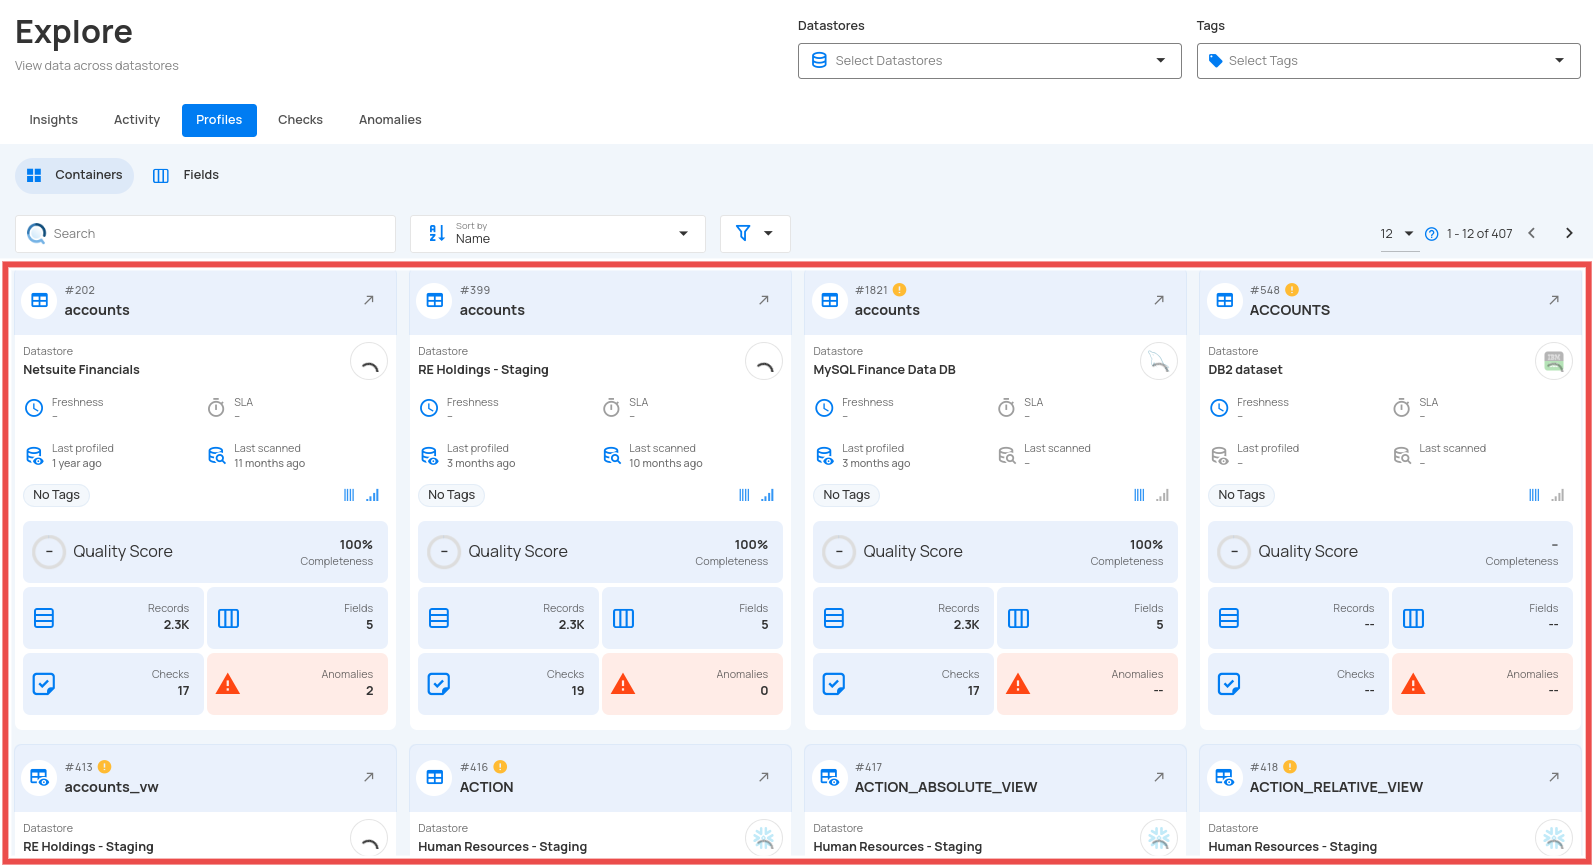 Explore
View data across datastores
Datastores
Select Datastores
Tags
Select Tags
Insights
Activity
Profiles
Checks
Anomalies
Containers
Fields
Search
Sort by
Name
12
1 - 12 of 407
#202
accounts
Datastore
Netsuite Financials
Freshness
–
SLA
–
Last profiled
1 year ago
Last scanned
11 months ago
No Tags
–
Quality Score
100%
Completeness
Records
2.3K
Fields
5
Checks
17
Anomalies
2
#399
accounts
Datastore
RE Holdings - Staging
Freshness
–
SLA
–
Last profiled
3 months ago
Last scanned
10 months ago
No Tags
–
Quality Score
100%
Completeness
Records
2.3K
Fields
5
Checks
19
Anomalies
0
#1821
accounts
Datastore
MySQL Finance Data DB
Freshness
–
SLA
–
Last profiled
3 months ago
Last scanned
–
No Tags
–
Quality Score
100%
Completeness
Records
2.3K
Fields
5
Checks
17
Anomalies
--
#548
ACCOUNTS
Datastore
DB2 dataset
IBM
Freshness
–
SLA
–
Last profiled
–
Last scanned
–
No Tags
–
Quality Score
–
Completeness
Records
--
Fields
--
Checks
--
Anomalies
--
#413
accounts_vw
Datastore
RE Holdings - Staging
#416
ACTION
Datastore
Human Resources - Staging
#417
ACTION_ABSOLUTE_VIEW
Datastore
Human Resources - Staging
#418
ACTION_RELATIVE_VIEW
Datastore
Human Resources - Staging